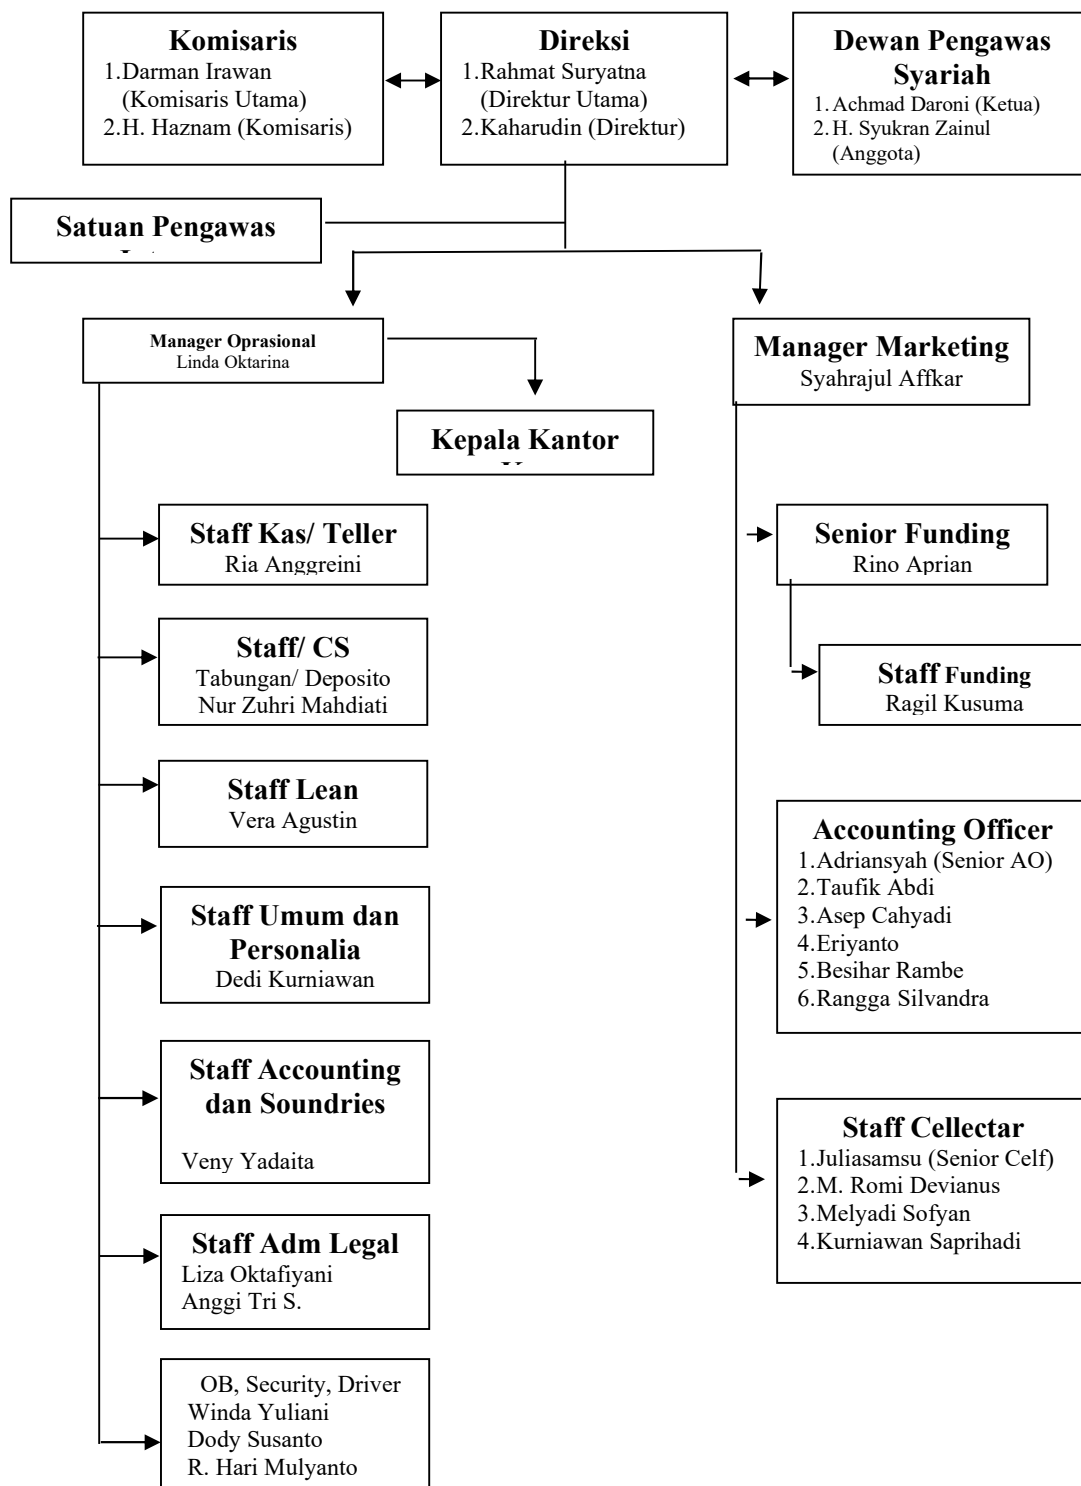 Komisaris
1.Darman Irawan
(Komisaris Utama)
2.H. Haznam (Komisaris)
Direksi
1.Rahmat Suryatna
(Direktur Utama)
2.Kaharudin (Direktur)
Dewan Pengawas
Syariah
1. Achmad Daroni (Ketua)
2. H. Syukran Zainul
(Anggota)
Satuan Pengawas
Manager Oprasional
Linda Oktarina
Manager Marketing
Syahrajul Affkar
Kepala Kantor
Staff Kas/ Teller
Ria Anggreini
Staff/ CS
Tabungan/ Deposito
Nur Zuhri Mahdiati
Staff Lean
Vera Agustin
Staff Umum dan
Personalia
Dedi Kurniawan
Staff Accounting
dan Soundries
Veny Yadaita
Staff Adm Legal
Liza Oktafiyani
Anggi Tri S.
OB, Security, Driver
Winda Yuliani
Dody Susanto
R. Hari Mulyanto
Senior Funding
Rino Aprian
Staff Funding
Ragil Kusuma
Accounting Officer
1.Adriansyah (Senior AO)
2.Taufik Abdi
3.Asep Cahyadi
4.Eriyanto
5.Besihar Rambe
6.Rangga Silvandra
Staff Cellectar
1.Juliasamsu (Senior Celf)
2.M. Romi Devianus
3.Melyadi Sofyan
4.Kurniawan Saprihadi